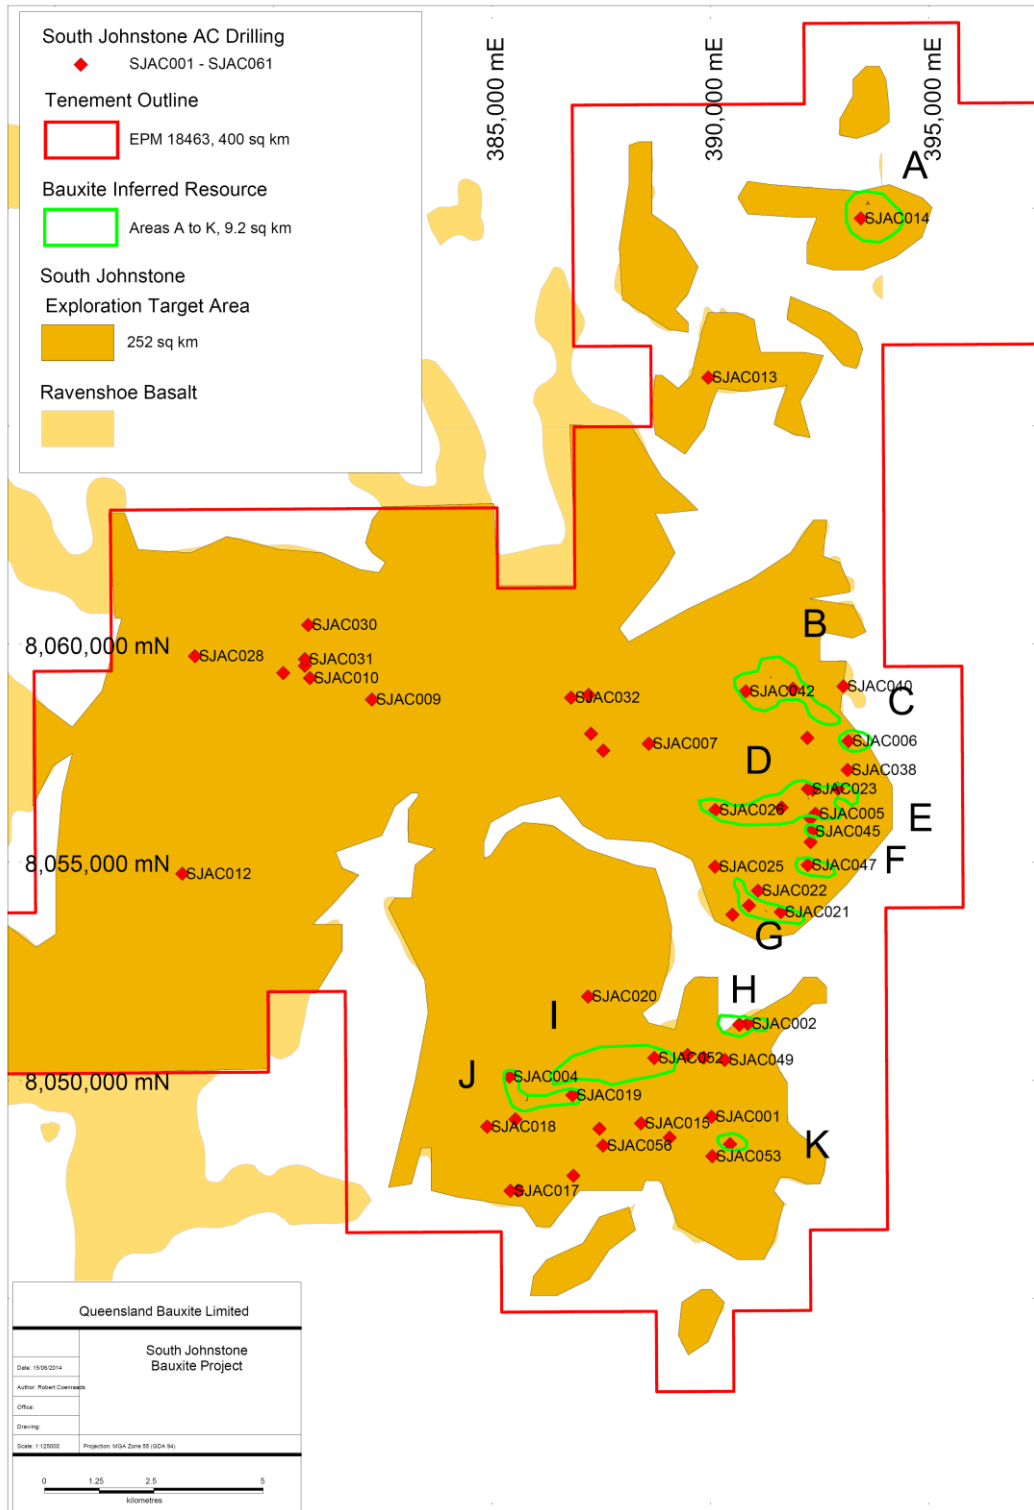 South Johnstone AC Drilling
SJAC001 - SJAC061
Tenement Outline
EPM 18463, 400 sq km
Bauxite Inferred Resource
Areas A to K, 9.2 sq km
South Johnstone
Exploration Target Area
252 sq km
Ravenshoe Basalt
385,000 mE
390,000 mE
395,000 mE
A
A
SJAC014
SJAC013
B
8,060,000 mN
SJAC030
SJAC028
SJAC031
SJAC010
SJAC009
SJAC032
SJAC042
SJAC040
C
SJAC006
SJAC007
D
SJAC038
SJAC023
SJAC026
SJAC005
E
SJAC045
8,055,000 mN
SJAC012
SJAC025
SJAC047
F
SJAC022
SJAC021
G
SJAC020
H
I
SJAC002
SJAC052
SJAC049
8,050,000 mN
J
SJAC004
SJAC019
SJAC018
SJAC015
SJAC001
SJAC056
SJAC053
K
SJAC017
Queensland Bauxite Limited
South Johnstone
Bauxite Project
Date: 15/06/2014
Author: Robert Coenraads
Office:
Drawing:
Scale: 1:125000
Projection: MGA Zone 55 (GDA 94)
0 1.25 2.5 5
kilometres